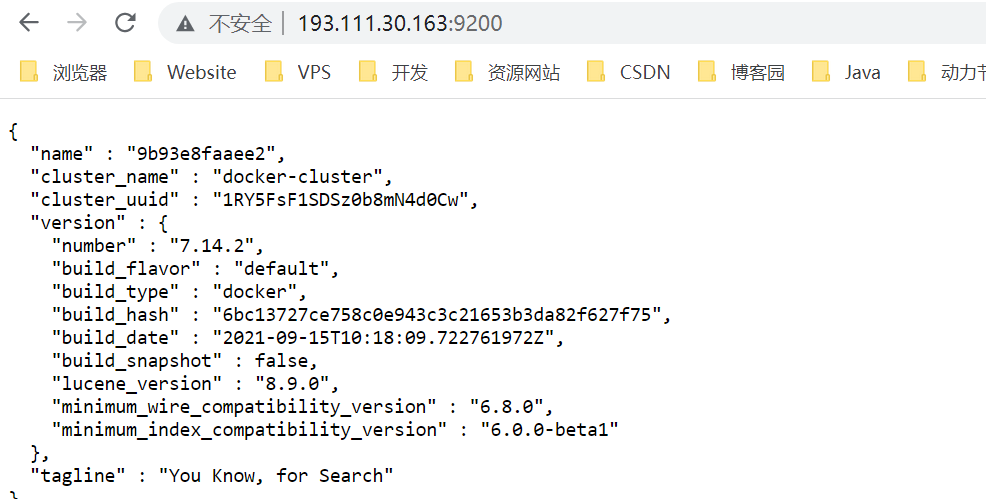 不安全 | 193.111.30.163:9200
浏览器 Website VPS 开发 资源网站 CSDN 博客园 Java 动力节
{
  "name" : "9b93e8faaee2",
  "cluster_name" : "docker-cluster",
  "cluster_uuid" : "1RY5FsF1SDSz0b8mN4d0Cw",
  "version" : {
    "number" : "7.14.2",
    "build_flavor" : "default",
    "build_type" : "docker",
    "build_hash" : "6bc13727ce758c0e943c3c21653b3da82f627f75",
    "build_date" : "2021-09-15T10:18:09.722761972Z",
    "build_snapshot" : false,
    "lucene_version" : "8.9.0",
    "minimum_wire_compatibility_version" : "6.8.0",
    "minimum_index_compatibility_version" : "6.0.0-beta1"
  },
  "tagline" : "You Know, for Search"
}